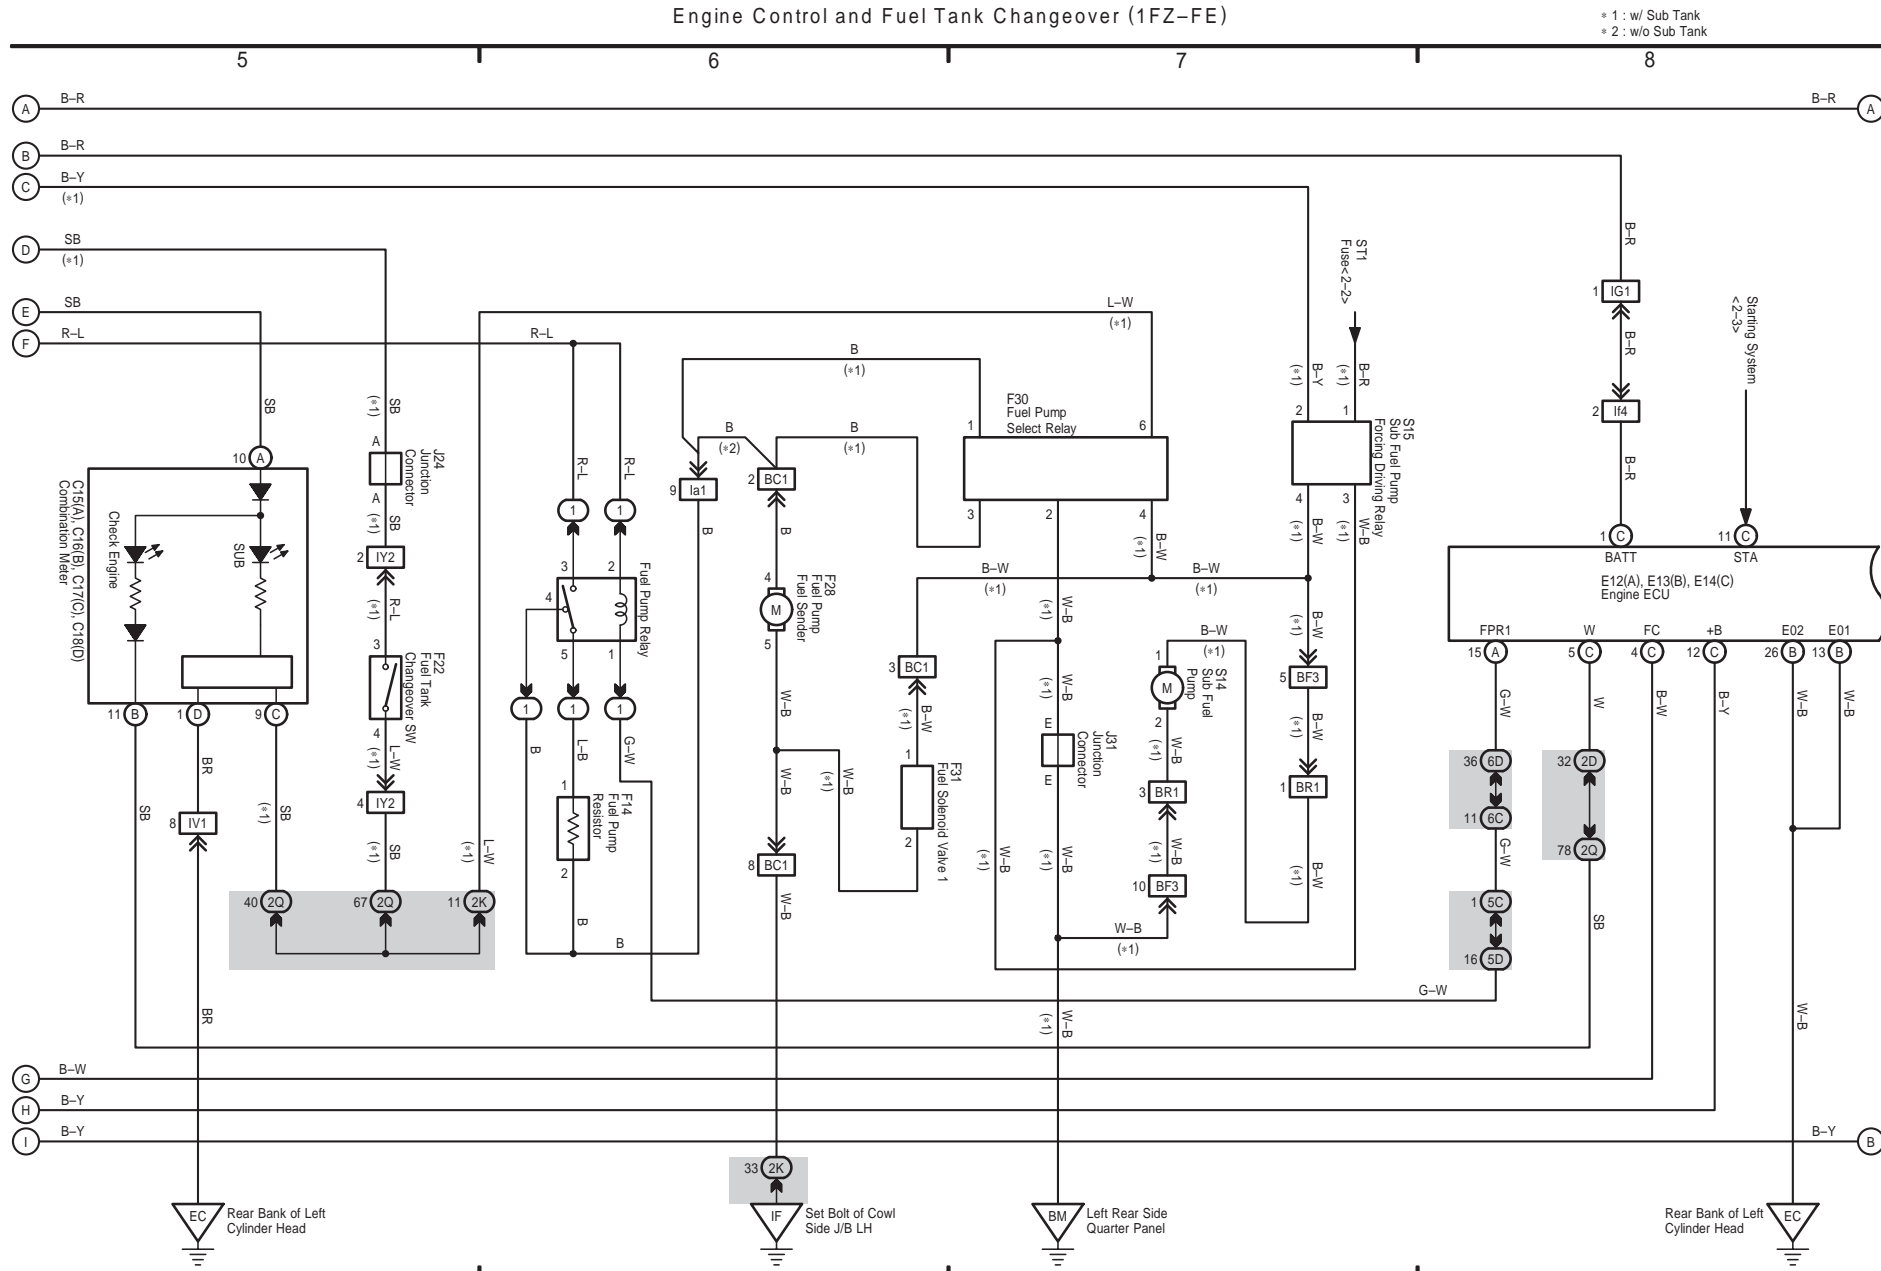 Engine Control and Fuel Tank Changeover (1FZ–FE)
* 1 : w/ Sub Tank
* 2 : w/o Sub Tank
5
6
7
8
A
B–R
B–R
A
B
B–R
C
B–Y
(*1)
D
SB
(*1)
E
SB
F
R–L
R–L
L–W
(*1)
B
(*1)
B
(*2)
B
(*1)
ST1
Fuse<2–2>
B–Y
(*1)
B–R
(*1)
B–R
1 IG1
B–R
2 If4
B–R
Starting System
<2–3>
SB
10 A
SB
(*1)
A
J24
Junction
Connector
A
SB
(*1)
2 IY2
R–L
(*1)
3
F22
Fuel Tank
Changeover SW
4
L–W
(*1)
4 IY2
SB
(*1)
C15(A), C16(B), C17(C), C18(D)
Combination Meter
Check Engine
SUB
11 B
1 D
9 C
BR
8 IV1
SB
SB
(*1)
BR
40 2Q
67 2Q
11 2K
L–W
(*1)
R–L
R–L
1
1
3
2
4
Fuel Pump Relay
5
1
1
1
1
B
L–B
G–W
1
F14
Fuel Pump
Resistor
2
B
B
9 Ia1
B
2 BC1
B
4
M
F28
Fuel Pump
Fuel Sender
5
W–B
W–B
W–B
(*1)
8 BC1
W–B
F30
Fuel Pump
Select Relay
1
6
3
2
4
B–W
(*1)
B–W
(*1)
B–W
(*1)
3 BC1
B–W
(*1)
1
F31
Fuel Solenoid Valve 1
2
W–B
(*1)
W–B
(*1)
E
J31
Junction
Connector
E
W–B
(*1)
W–B
(*1)
B–W
(*1)
1
M
S14
Sub Fuel
Pump
2
W–B
(*1)
3 BR1
W–B
(*1)
10 BF3
W–B
(*1)
W–B
(*1)
2
1
S15
Sub Fuel Pump
Forcing Driving Relay
4
3
B–W
(*1)
W–B
(*1)
B–W
(*1)
5 BF3
B–W
(*1)
1 BR1
B–W
(*1)
1 C
11 C
BATT
STA
E12(A), E13(B), E14(C)
Engine ECU
FPR1
W
FC
+B
E02
E01
15 A
5 C
4 C
12 C
26 B
13 B
G–W
W
B–W
B–Y
W–B
W–B
36 6D
11 6C
G–W
1 5C
16 5D
G–W
32 2D
78 2Q
SB
W–B
G
B–W
H
B–Y
I
B–Y
B–Y
B
33 2K
EC
Rear Bank of Left
Cylinder Head
IF
Set Bolt of Cowl
Side J/B LH
BM
Left Rear Side
Quarter Panel
Rear Bank of Left
Cylinder Head
EC